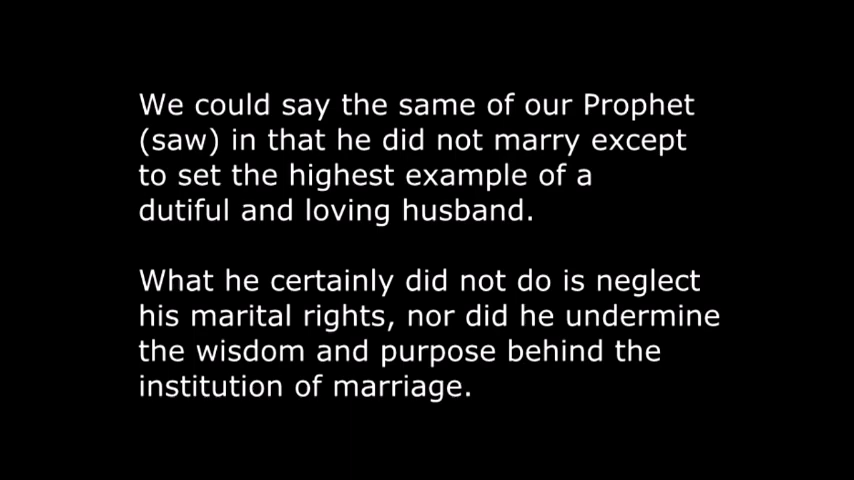 We could say the same of our Prophet
(saw) in that he did not marry except
to set the highest example of a
dutiful and loving husband.
What he certainly did not do is neglect
his marital rights, nor did he undermine
the wisdom and purpose behind the
institution of marriage.